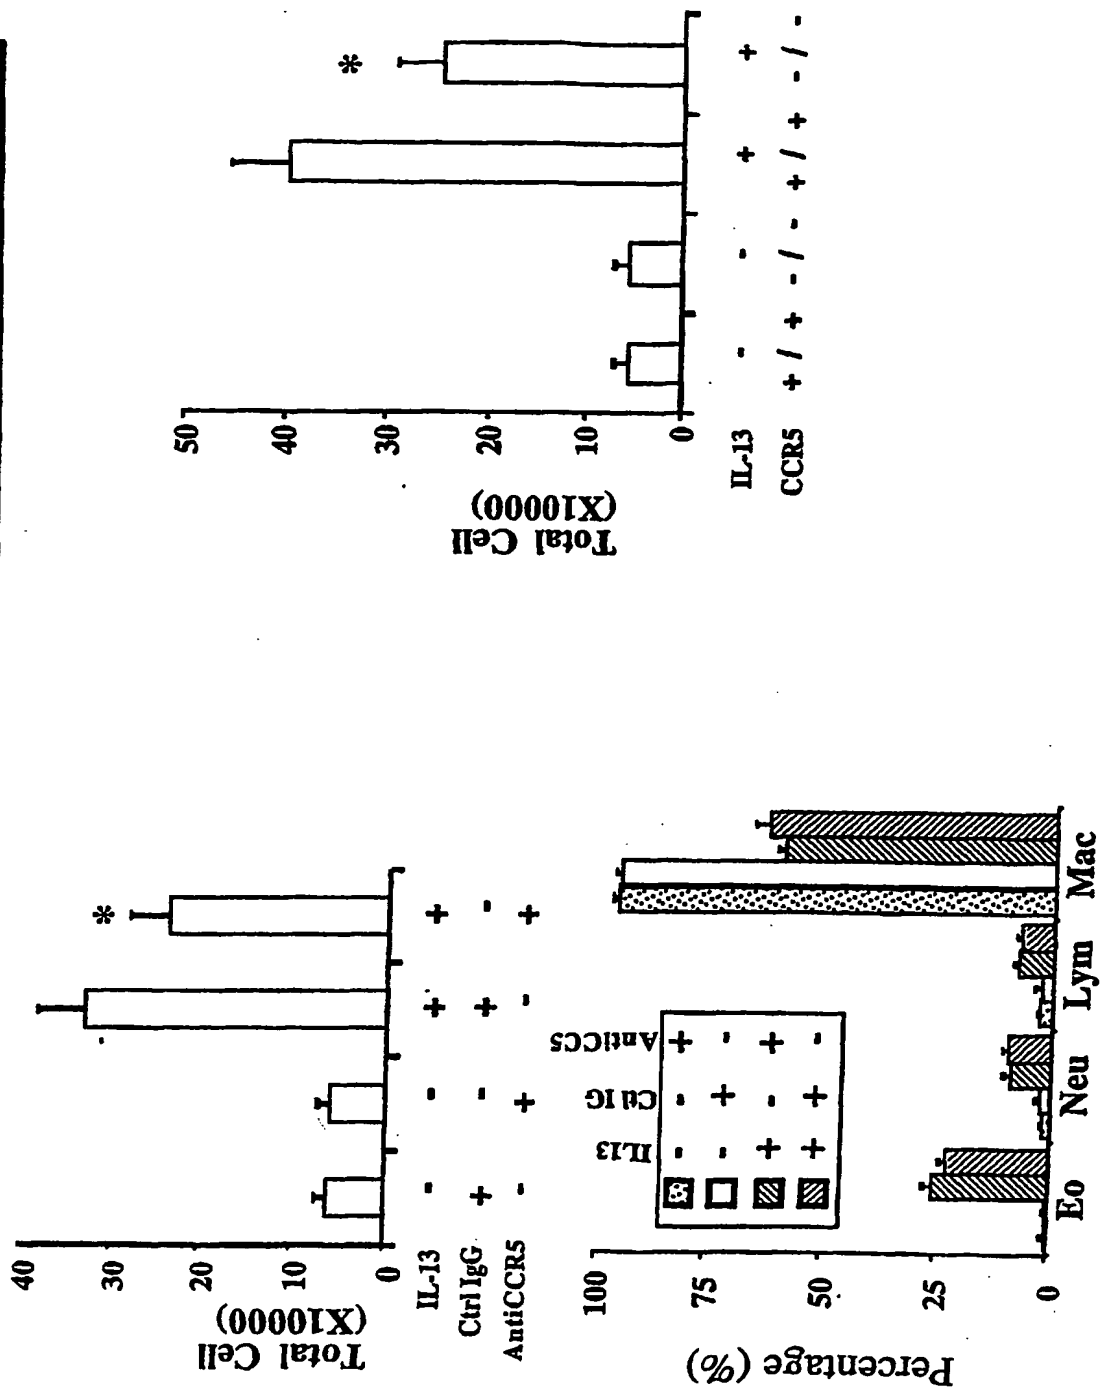 40
30
20
10
0
Total Cell
(X10000)
IL-13 - - + +
Ctrl IgG + - + -
AntiCCR5 - + - +
*
50
40
30
20
10
0
Total Cell
(X10000)
IL-13 - - + +
CCR5 +/+ -/- +/+ -/-
*
100
75
50
25
0
Percentage (%)
IL13 Ctl IG AntiCC5
- - +
- + -
+ - +
+ + -
Eo Neu Lym Mac